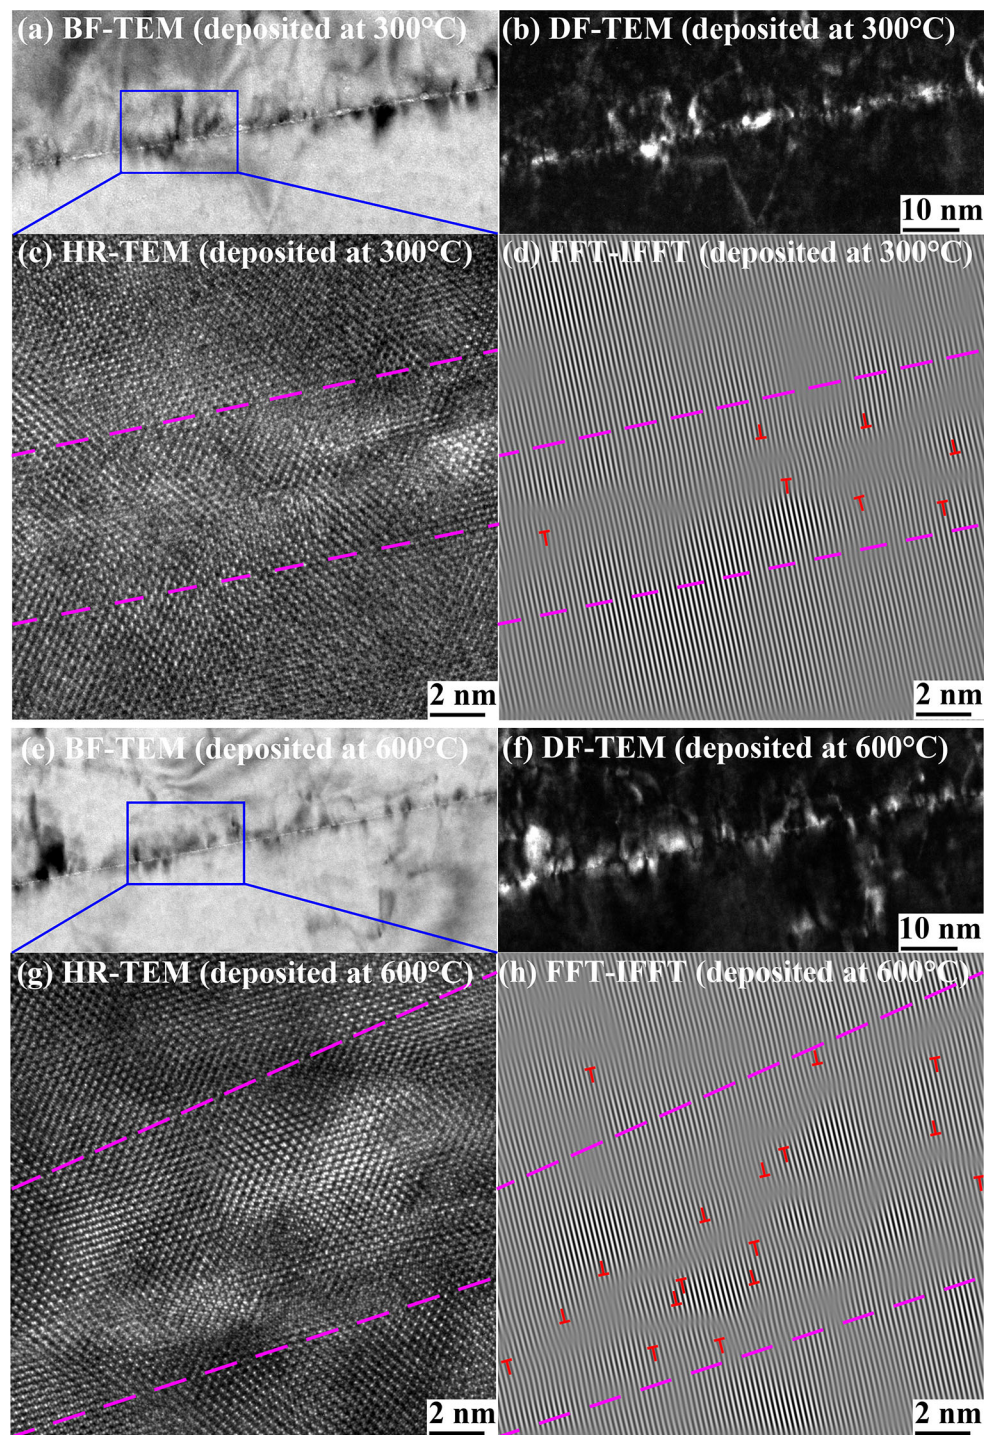 (a) BF-TEM (deposited at 300°C)
(b) DF-TEM (deposited at 300°C)
10 nm
(c) HR-TEM (deposited at 300°C)
(d) FFT-IFFT (deposited at 300°C)
2 nm
2 nm
(e) BF-TEM (deposited at 600°C)
(f) DF-TEM (deposited at 600°C)
10 nm
(g) HR-TEM (deposited at 600°C)
(h) FFT-IFFT (deposited at 600°C)
2 nm
2 nm